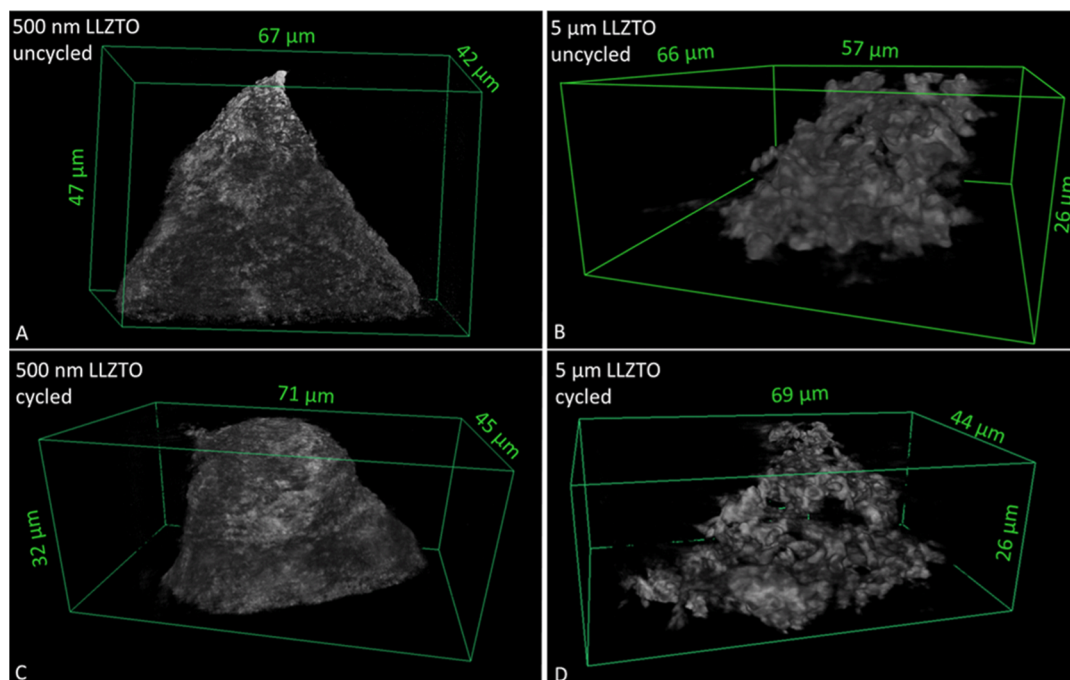 500 nm LLZTO
uncycled
67 µm
42 µm
47 µm
A
5 µm LLZTO
uncycled
66 µm
57 µm
26 µm
B
500 nm LLZTO
cycled
71 µm
45 µm
32 µm
C
5 µm LLZTO
cycled
69 µm
44 µm
26 µm
D